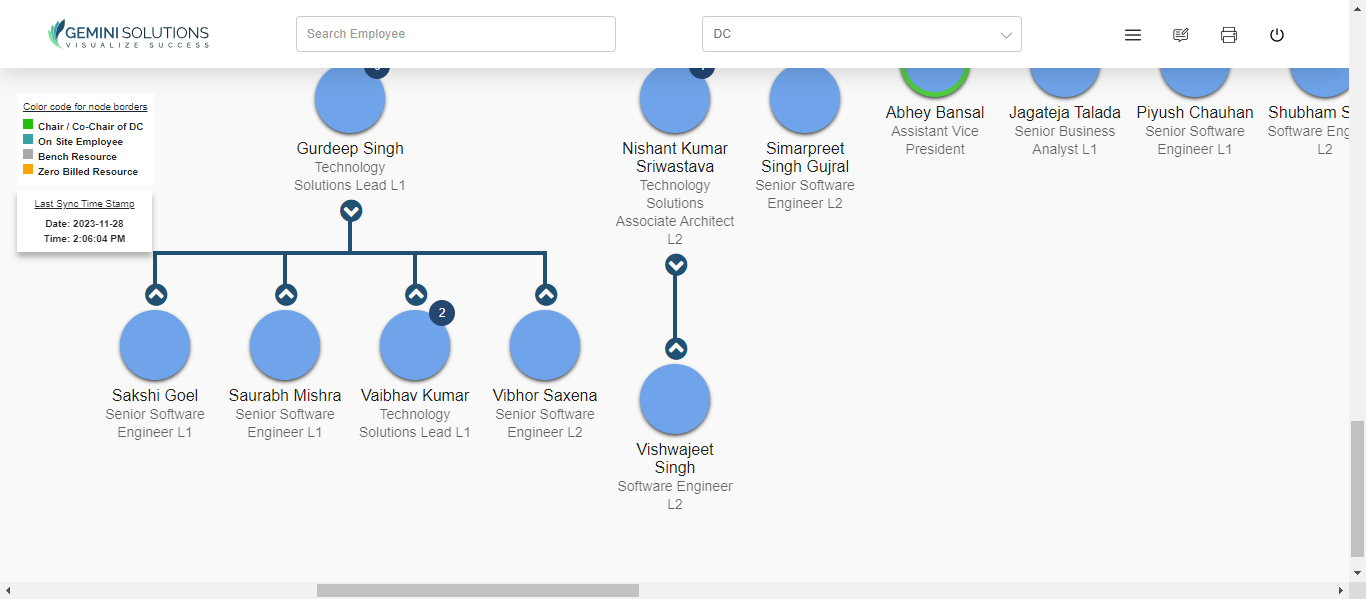 GEMINI SOLUTIONS
VISUALIZE SUCCESS
Search Employee
DC
Color code for node borders
Chair / Co-Chair of DC
On Site Employee
Bench Resource
Zero Billed Resource
Last Sync Time Stamp
Date: 2023-11-28
Time: 2:06:04 PM
Gurdeep Singh
Technology
Solutions Lead L1
Nishant Kumar
Sriwastava
Technology
Solutions
Associate Architect
L2
Simarpreet
Singh Gujral
Senior Software
Engineer L2
Abhey Bansal
Assistant Vice
President
Jagateja Talada
Senior Business
Analyst L1
Piyush Chauhan
Senior Software
Engineer L1
Shubham S
Software Eng
L2
Sakshi Goel
Senior Software
Engineer L1
Saurabh Mishra
Senior Software
Engineer L1
2
Vaibhav Kumar
Technology
Solutions Lead L1
Vibhor Saxena
Senior Software
Engineer L2
Vishwajeet
Singh
Software Engineer
L2